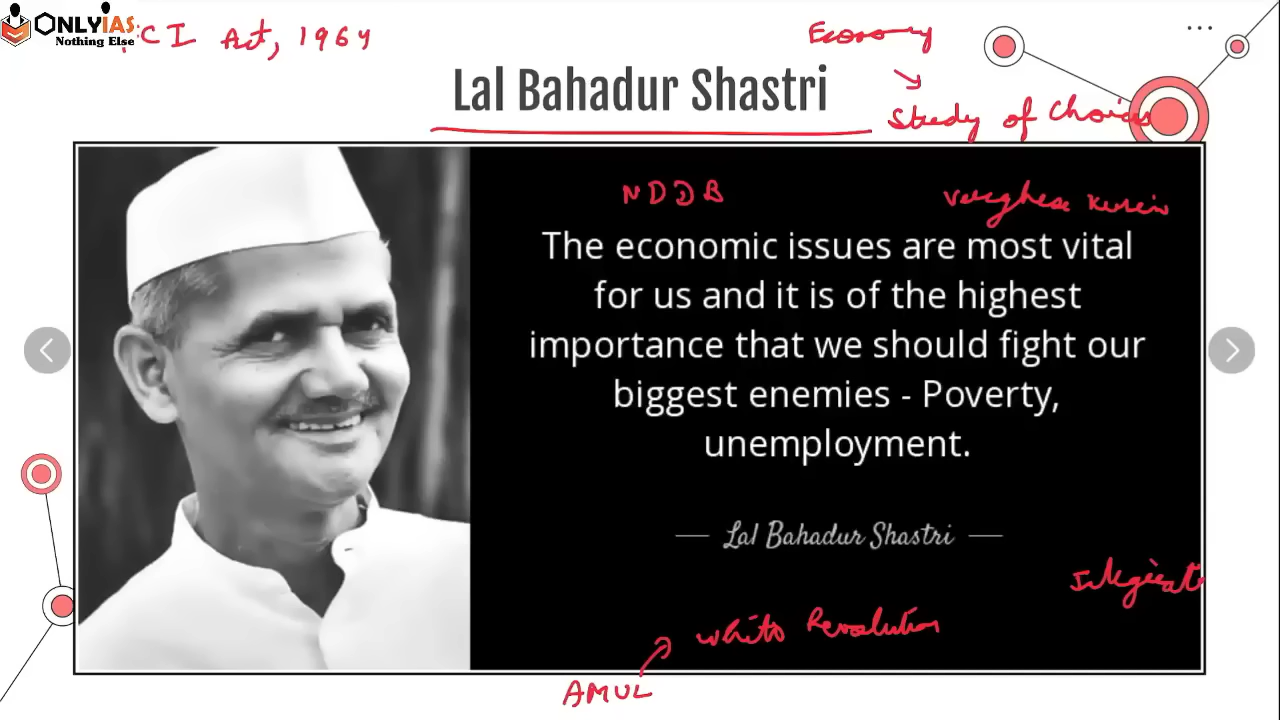 ONLYIAS
Nothing Else
CI Act, 1964
Economy
Study of Choices
Lal Bahadur Shastri
NDDB
Verghese Kurien
The economic issues are most vital
for us and it is of the highest
importance that we should fight our
biggest enemies - Poverty,
unemployment.
Lal Bahadur Shastri
White Revolution
AMUL